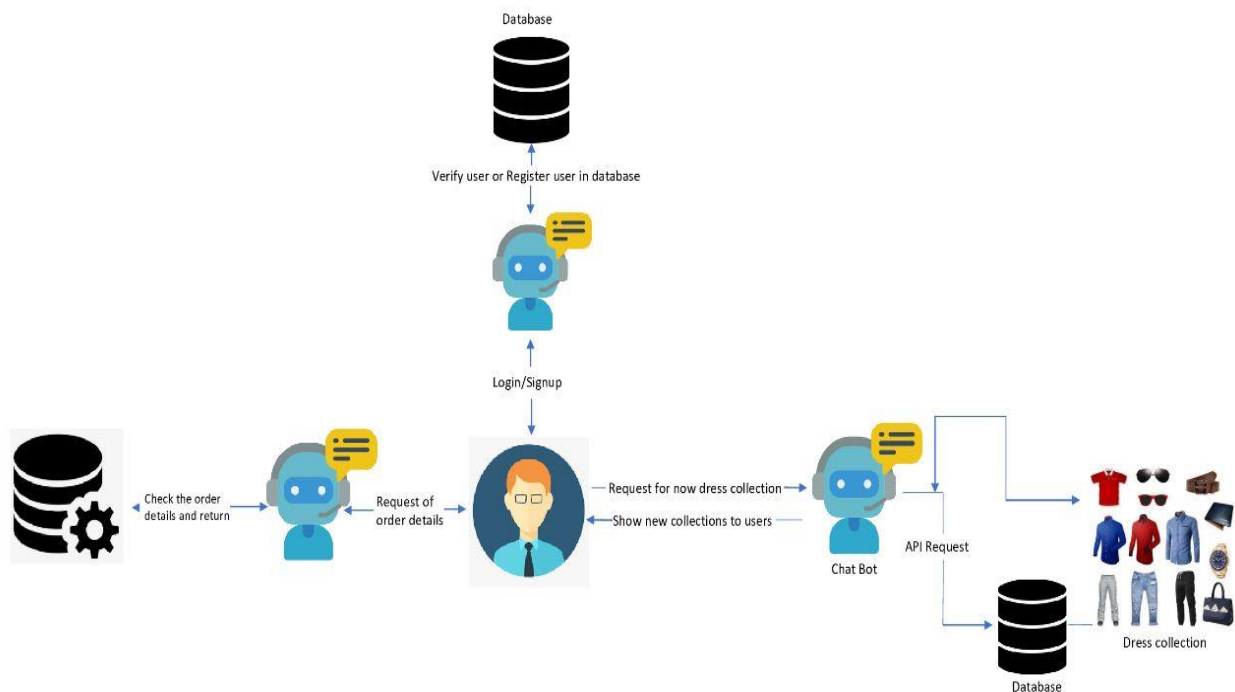 Database
Verify user or Register user in database
Login/Signup
Check the order
details and return
Request of
order details
Request for now dress collection
Show new collections to users
Chat Bot
API Request
Dress collection
Database